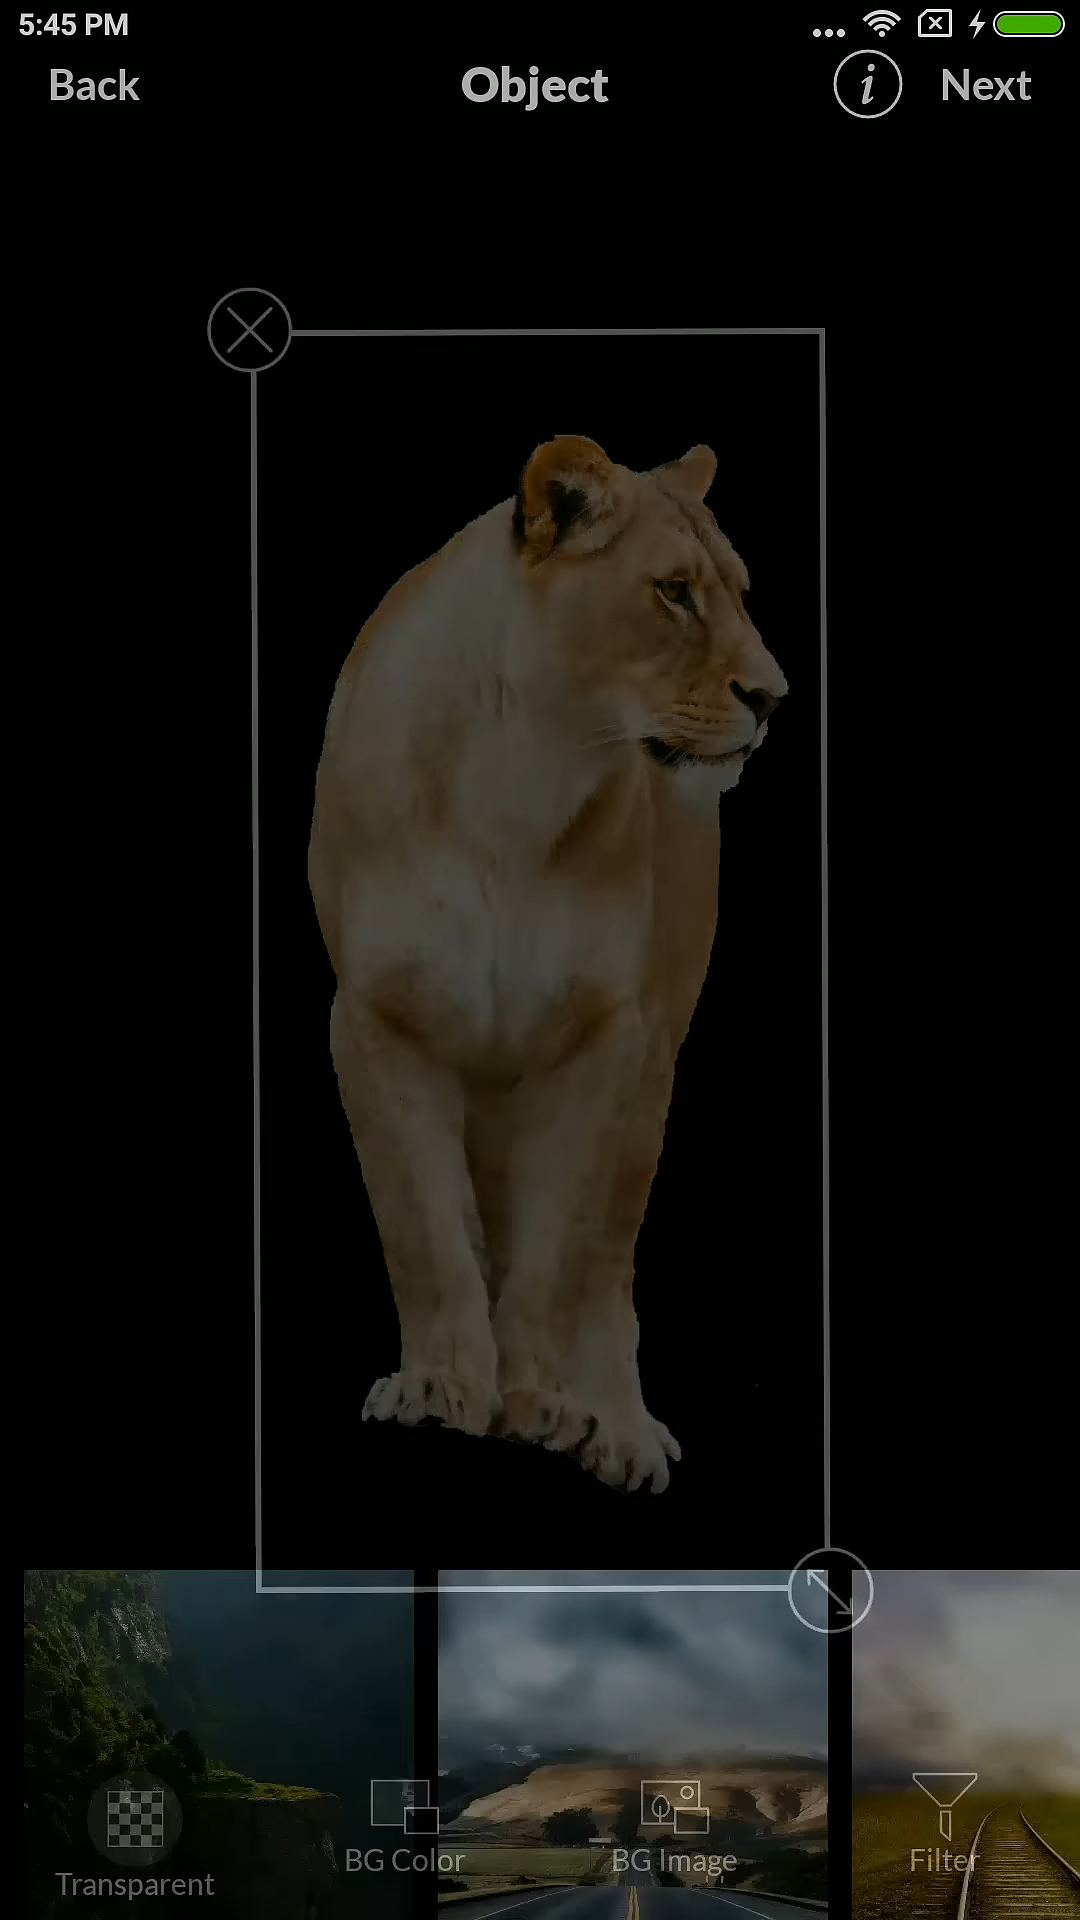 5:45 PM
Back
Object
i
Next
Transparent
BG Color
BG Image
Filter